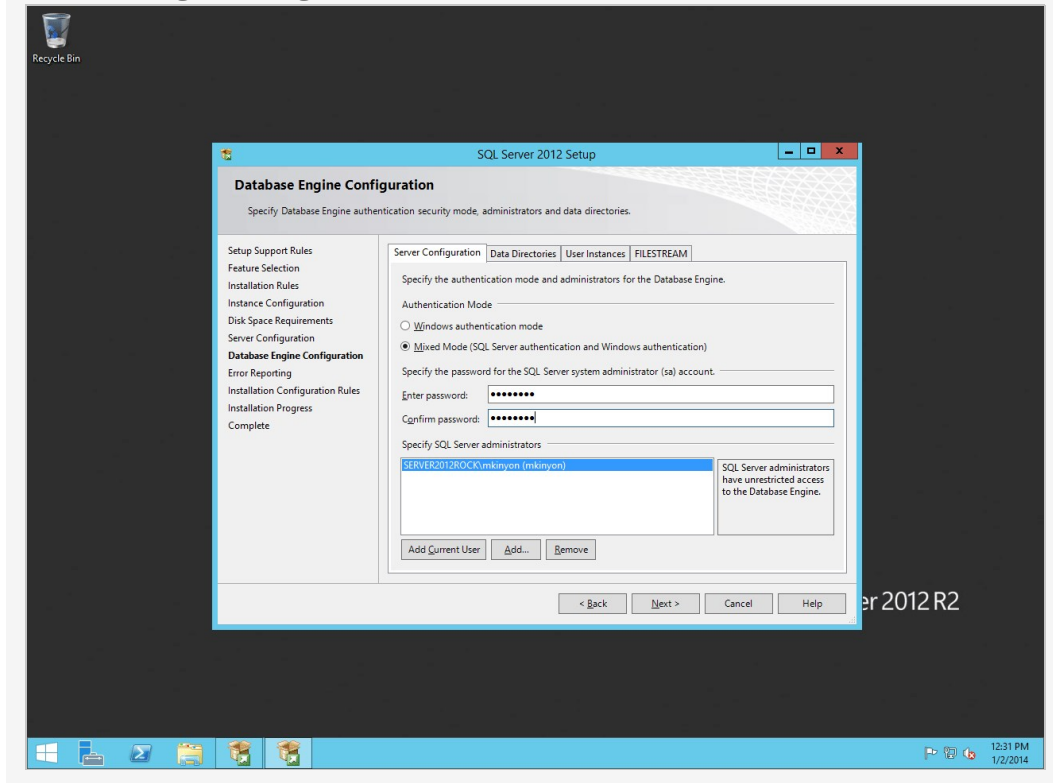 Recycle Bin
SQL Server 2012 Setup
Database Engine Configuration
Specify Database Engine authentication security mode, administrators and data directories.
Setup Support Rules
Feature Selection
Installation Rules
Instance Configuration
Disk Space Requirements
Server Configuration
Database Engine Configuration
Error Reporting
Installation Configuration Rules
Installation Progress
Complete
Server Configuration Data Directories User Instances FILESTREAM
Specify the authentication mode and administrators for the Database Engine.
Authentication Mode
Windows authentication mode
Mixed Mode (SQL Server authentication and Windows authentication)
Specify the password for the SQL Server system administrator (sa) account.
Enter password: ●●●●●●●●
Confirm password: ●●●●●●●●
Specify SQL Server administrators
SERVER2012ROCK\mkinyon (mkinyon)
SQL Server administrators
have unrestricted access
to the Database Engine.
Add Current User Add... Remove
< Back Next > Cancel Help
er 2012 R2
12:31 PM
1/2/2014